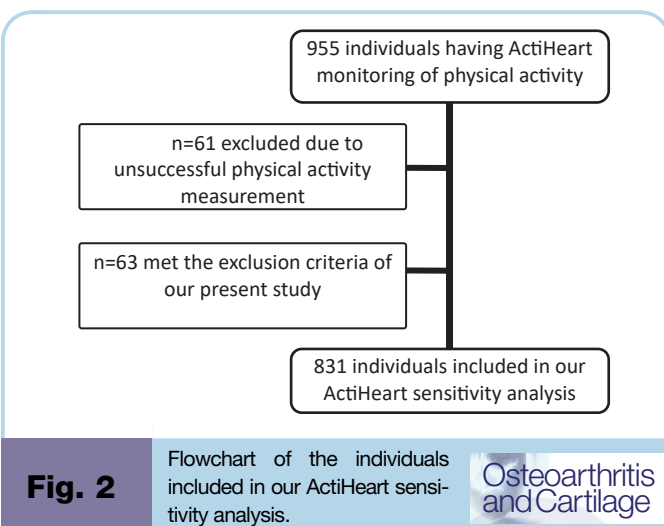 955 individuals having ActiHeart
monitoring of physical activity
n=61 excluded due to
unsuccessful physical activity
measurement
n=63 met the exclusion criteria of
our present study
831 individuals included in our
ActiHeart sensitivity analysis
Fig. 2
Flowchart of the individuals
included in our ActiHeart sensi-
tivity analysis.
Osteoarthritis
and Cartilage